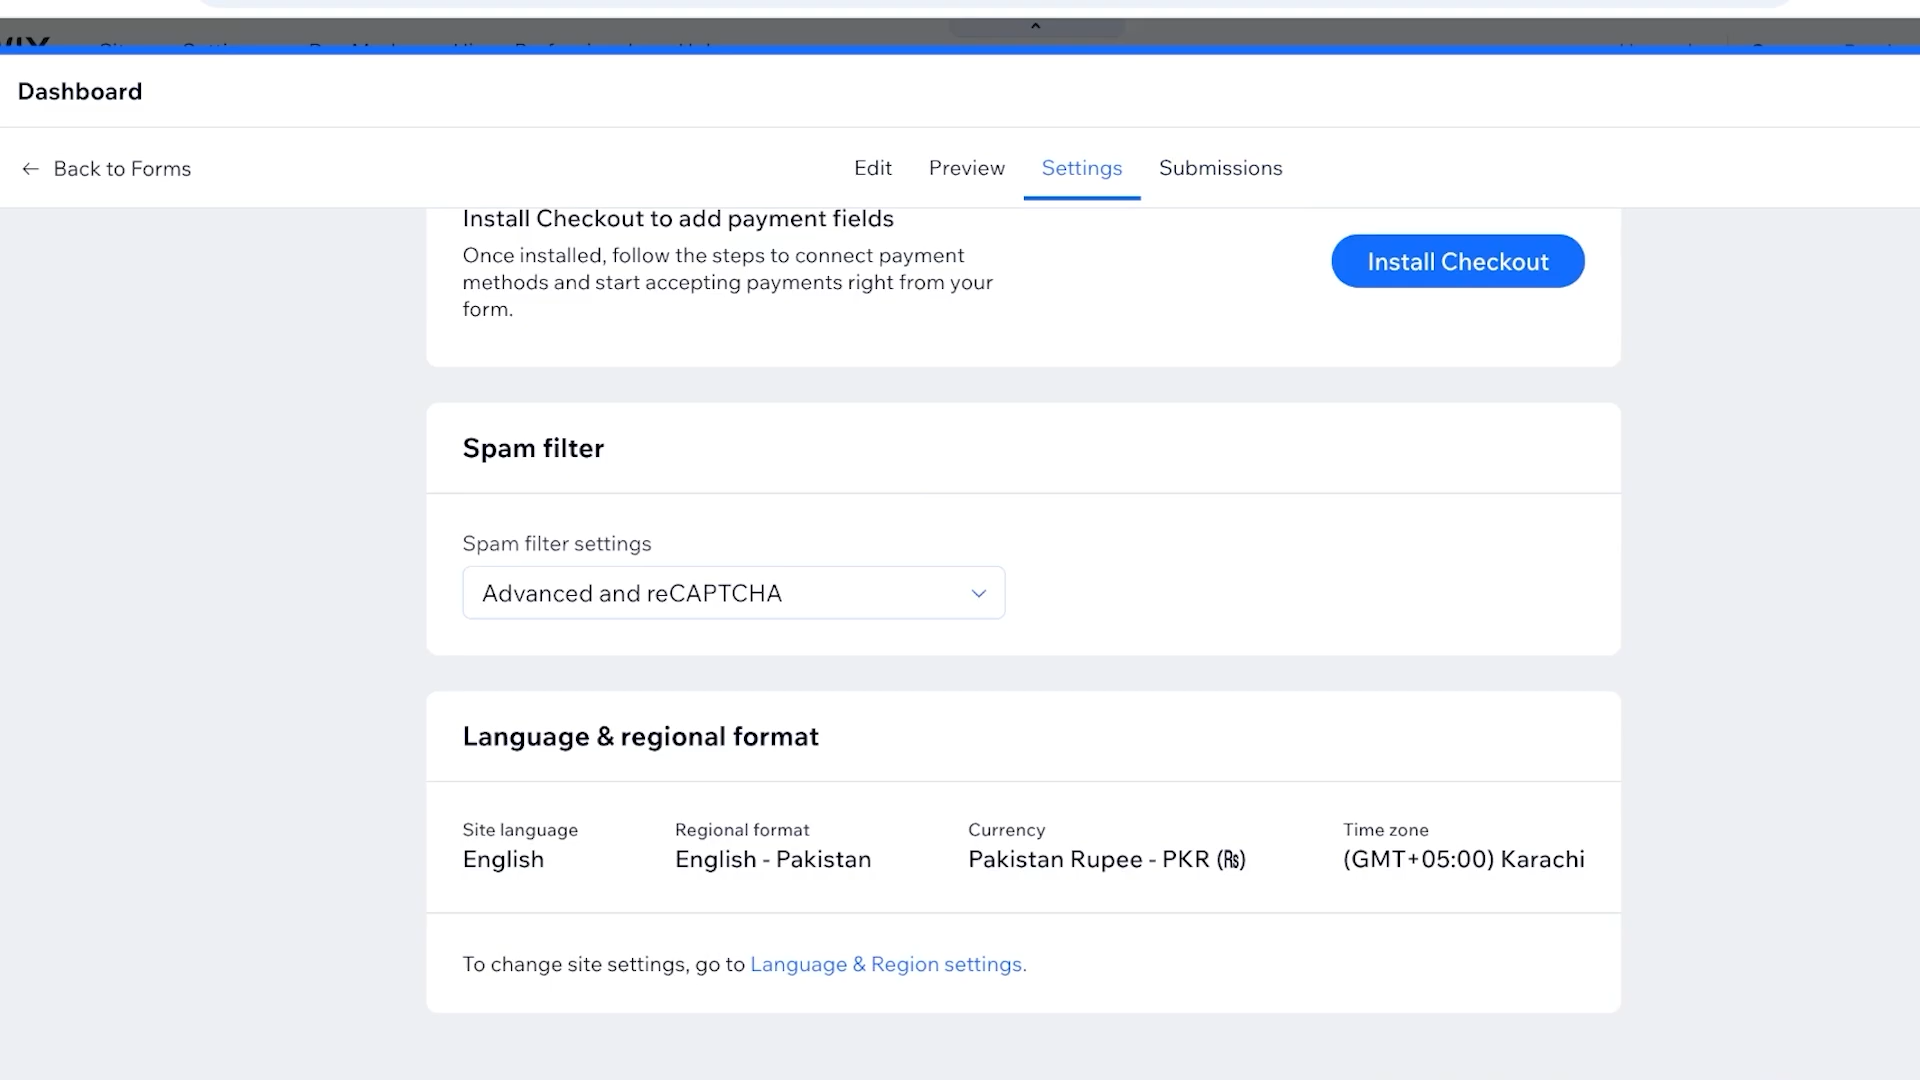 Dashboard
Back to Forms
Edit
Preview
Settings
Submissions
Install Checkout to add payment fields
Once installed, follow the steps to connect payment
methods and start accepting payments right from your
form.
Install Checkout
Spam filter
Spam filter settings
Advanced and reCAPTCHA
Language & regional format
Site language
English
Regional format
English - Pakistan
Currency
Pakistan Rupee - PKR (₨)
Time zone
(GMT+05:00) Karachi
To change site settings, go to Language & Region settings.